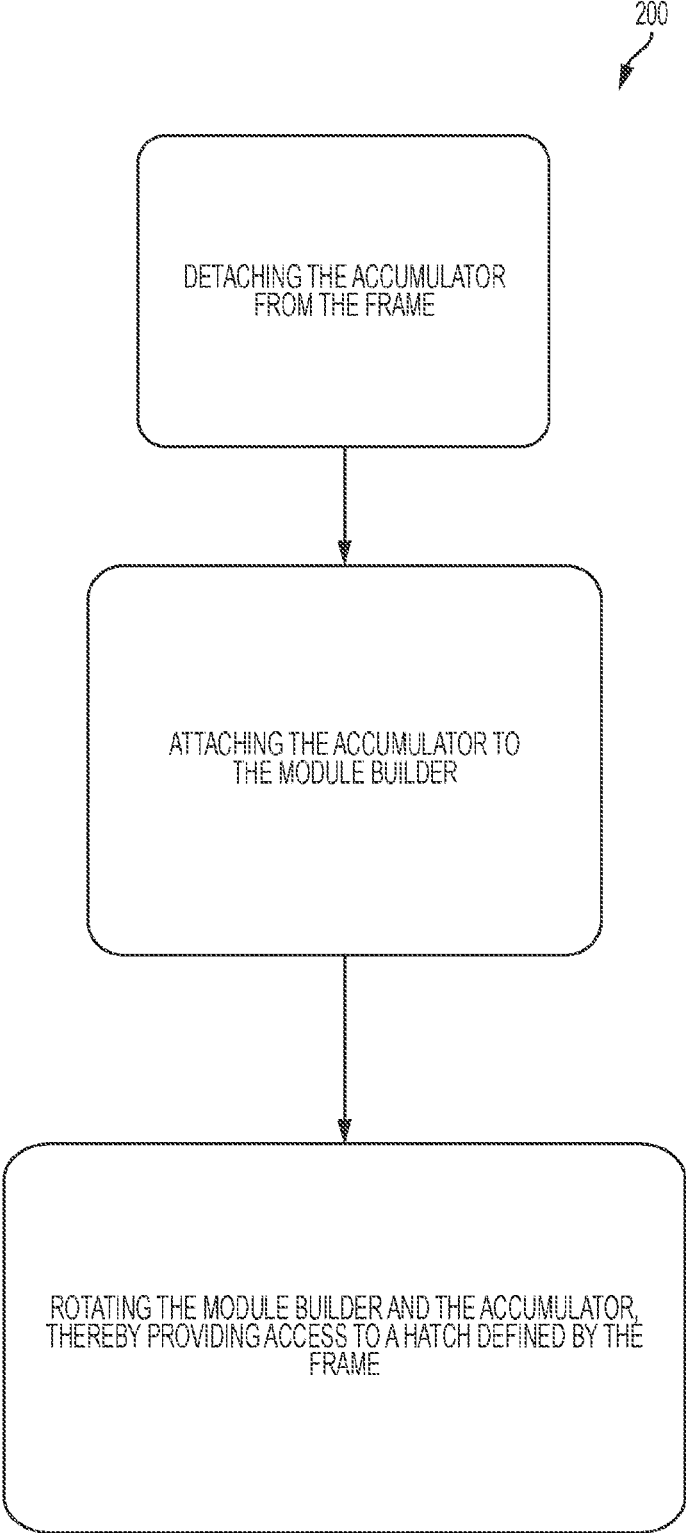 200
DETACHING THE ACCUMULATOR
FROM THE FRAME
ATTACHING THE ACCUMULATOR TO
THE MODULE BUILDER
ROTATING THE MODULE BUILDER AND THE ACCUMULATOR,
THEREBY PROVIDING ACCESS TO A HATCH DEFINED BY THE
FRAME